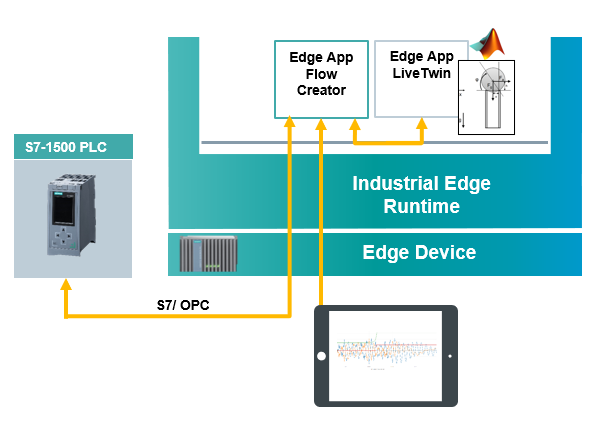 Edge App
Flow
Creator
Edge App
LiveTwin
S7-1500 PLC
Industrial Edge
Runtime
Edge Device
S7/ OPC